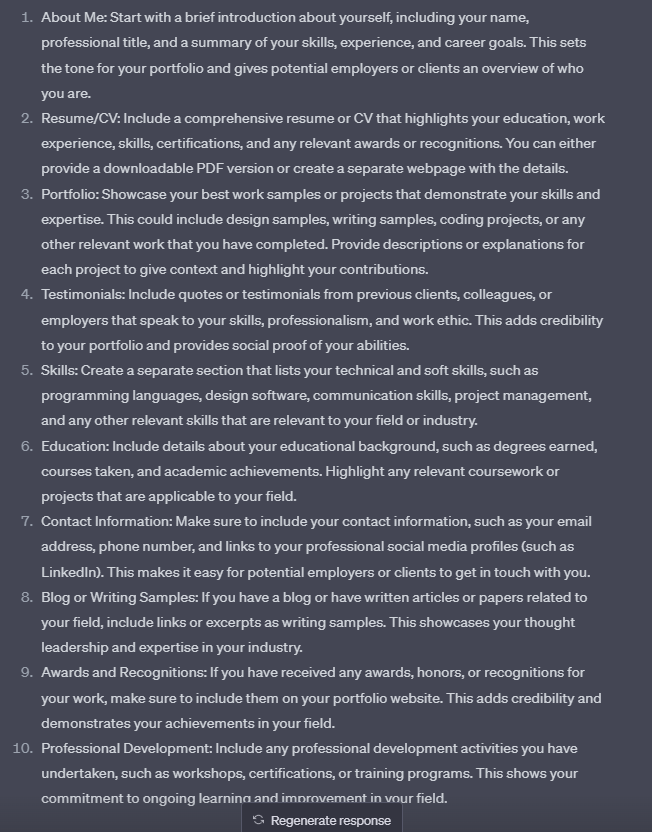 1. About Me: Start with a brief introduction about yourself, including your name,
professional title, and a summary of your skills, experience, and career goals. This sets
the tone for your portfolio and gives potential employers or clients an overview of who
you are.
2. Resume/CV: Include a comprehensive resume or CV that highlights your education, work
experience, skills, certifications, and any relevant awards or recognitions. You can either
provide a downloadable PDF version or create a separate webpage with the details.
3. Portfolio: Showcase your best work samples or projects that demonstrate your skills and
expertise. This could include design samples, writing samples, coding projects, or any
other relevant work that you have completed. Provide descriptions or explanations for
each project to give context and highlight your contributions.
4. Testimonials: Include quotes or testimonials from previous clients, colleagues, or
employers that speak to your skills, professionalism, and work ethic. This adds credibility
to your portfolio and provides social proof of your abilities.
5. Skills: Create a separate section that lists your technical and soft skills, such as
programming languages, design software, communication skills, project management,
and any other relevant skills that are relevant to your field or industry.
6. Education: Include details about your educational background, such as degrees earned,
courses taken, and academic achievements. Highlight any relevant coursework or
projects that are applicable to your field.
7. Contact Information: Make sure to include your contact information, such as your email
address, phone number, and links to your professional social media profiles (such as
LinkedIn). This makes it easy for potential employers or clients to get in touch with you.
8. Blog or Writing Samples: If you have a blog or have written articles or papers related to
your field, include links or excerpts as writing samples. This showcases your thought
leadership and expertise in your industry.
9. Awards and Recognitions: If you have received any awards, honors, or recognitions for
your work, make sure to include them on your portfolio website. This adds credibility and
demonstrates your achievements in your field.
10. Professional Development: Include any professional development activities you have
undertaken, such as workshops, certifications, or training programs. This shows your
commitment to ongoing learning and improvement in your field.
Regenerate response